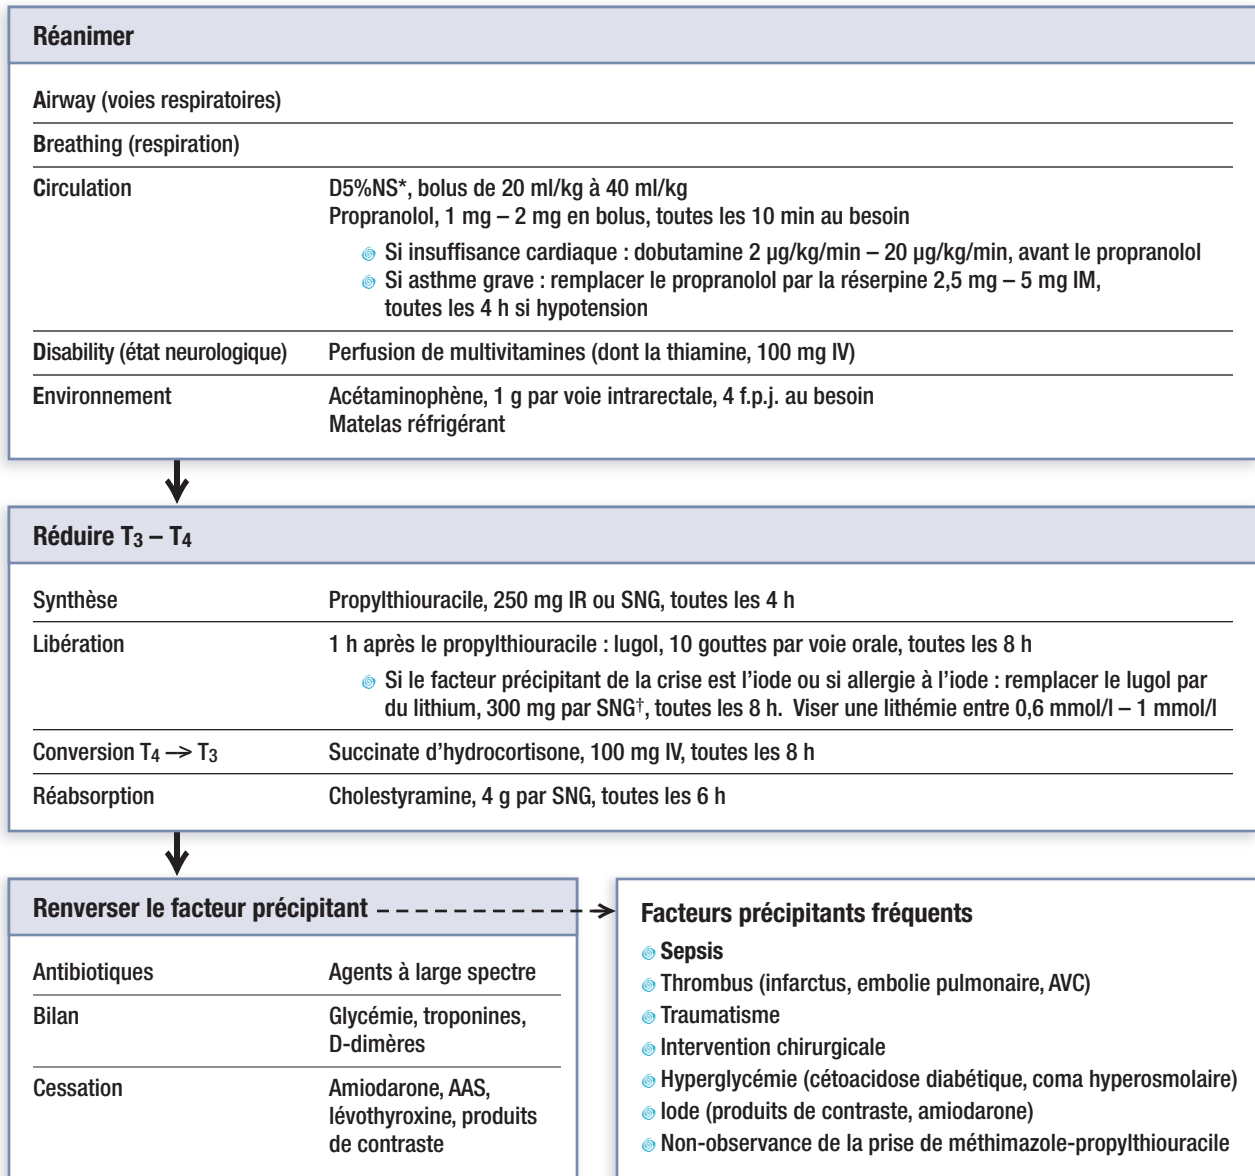 Réanimer
Airway (voies respiratoires)
Breathing (respiration)
Circulation D5%NS*, bolus de 20 ml/kg à 40 ml/kg
Propranolol, 1 mg – 2 mg en bolus, toutes les 10 min au besoin
Si insuffisance cardiaque : dobutamine 2 µg/kg/min – 20 µg/kg/min, avant le propranolol
Si asthme grave : remplacer le propranolol par la réserpine 2,5 mg – 5 mg IM,
toutes les 4 h si hypotension
Disability (état neurologique) Perfusion de multivitamines (dont la thiamine, 100 mg IV)
Environnement Acétaminophène, 1 g par voie intrarectale, 4 f.p.j. au besoin
Matelas réfrigérant
Réduire T3 – T4
Synthèse Propylthiouracile, 250 mg IR ou SNG, toutes les 4 h
Libération 1 h après le propylthiouracile : lugol, 10 gouttes par voie orale, toutes les 8 h
Si le facteur précipitant de la crise est l’iode ou si allergie à l’iode : remplacer le lugol par
du lithium, 300 mg par SNG†, toutes les 8 h. Viser une lithémie entre 0,6 mmol/l – 1 mmol/l
Conversion T4 –> T3 Succinate d’hydrocortisone, 100 mg IV, toutes les 8 h
Réabsorption Cholestyramine, 4 g par SNG, toutes les 6 h
Renverser le facteur précipitant
Antibiotiques Agents à large spectre
Bilan Glycémie, troponines,
D-dimères
Cessation Amiodarone, AAS,
lévothyroxine, produits
de contraste
Facteurs précipitants fréquents
Sepsis
Thrombus (infarctus, embolie pulmonaire, AVC)
Traumatisme
Intervention chirurgicale
Hyperglycémie (cétoacidose diabétique, coma hyperosmolaire)
Iode (produits de contraste, amiodarone)
Non-observance de la prise de méthimazole-propylthiouracile